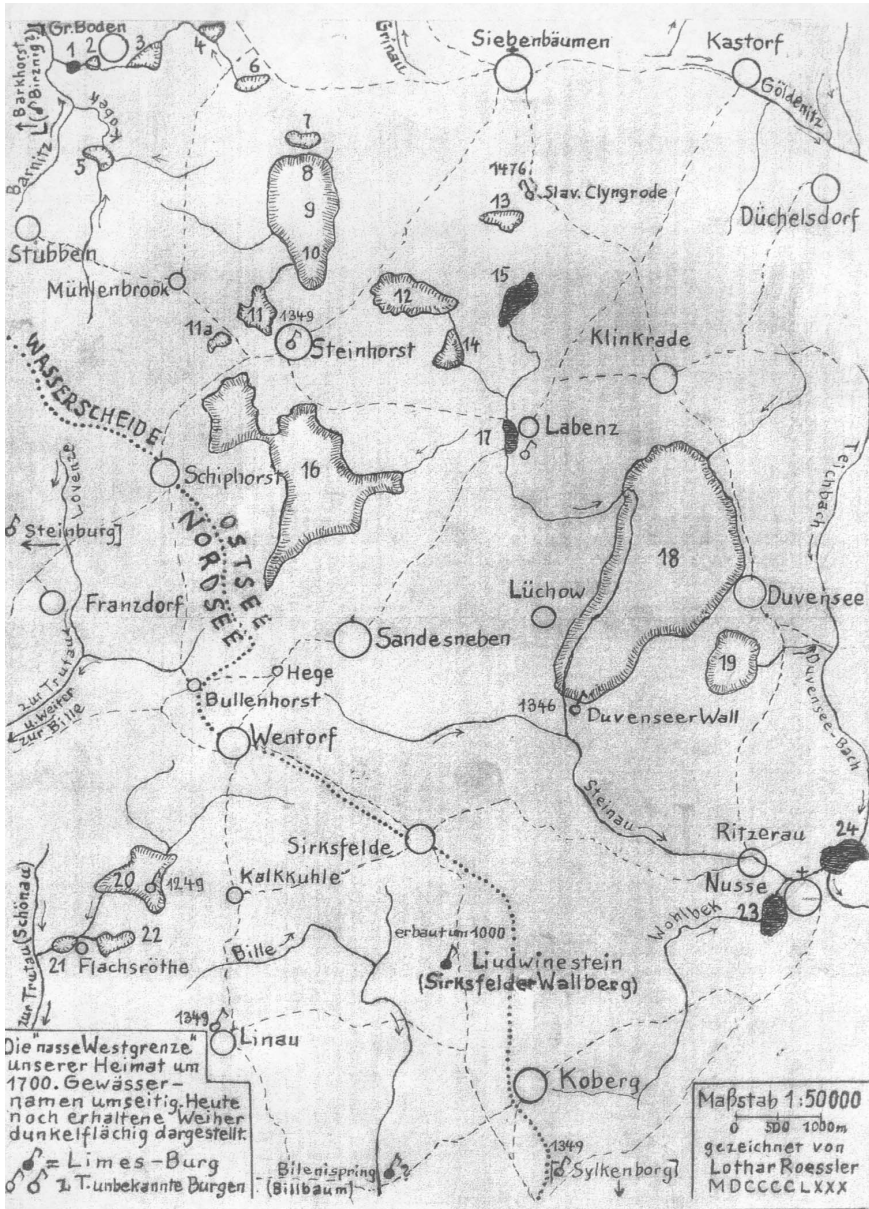 Gr. Boden
1
2
3
4
6
Grinau
Siebenbäumen
Kastorf
Göldenitz
Barkhorst
(Birznig?)
Barnitz
Kobek
5
7
8
9
10
1476
Slav. Clyngrode
13
Düchelsdorf
Stubben
Mühlenbrook
11
11a
1349
Steinhorst
12
14
15
Klinkrade
WASSERSCHEIDE
Lovenze
Schiphorst
16
17
Labenz
Teichbach
OSTSEE
NORDSEE
Steinburg]
Franzdorf
Sandesneben
Lüchow
18
Duvensee
19
Duvensee-Bach
zur Trutau
u. weiter
zur Bille
Hege
Bullenhorst
1346
Duvenseer Wall
Wentorf
Steinau
Sirksfelde
Ritzerau
24
Nusse
20
1249
Kalkkuhle
23
Wohlbek
zur Trutau (Schönau)
21
22
Flachsröthe
Bille
erbaut um 1000
Liudwinestein
(Sirksfelder Wallberg)
1349
Linau
Koberg
Die "nasse Westgrenze"
unserer Heimat um
1700. Gewässer-
namen umseitig. Heute
noch erhaltene Weiher
dunkelflächig dargestellt.
= Limes-Burg
z. T. unbekannte Burgen
Bilenispring ?
(Billbaum)
1349
[Sylkenborg]
Maßstab 1:50000
0 500 1000m
gezeichnet von
Lothar Roessler
MDCCCCLXXX